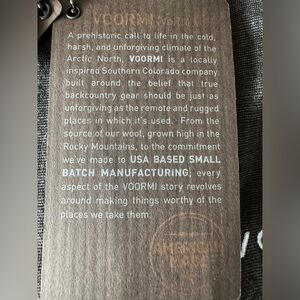 VOORMI
A prehistoric call to life in the cold,
harsh, and unforgiving climate of the
Arctic North, VOORMI is a locally
inspired Southern Colorado company
built around the belief that true
backcountry gear should be just as
unforgiving as the remote and rugged
places in which it's used. From the
source of our wool, grown high in the
Rocky Mountains, to the commitment
we've made to USA BASED SMALL
BATCH MANUFACTURING; every
aspect of the VOORMI story revolves
around making things worthy of the
places we take them.
AMERICAN